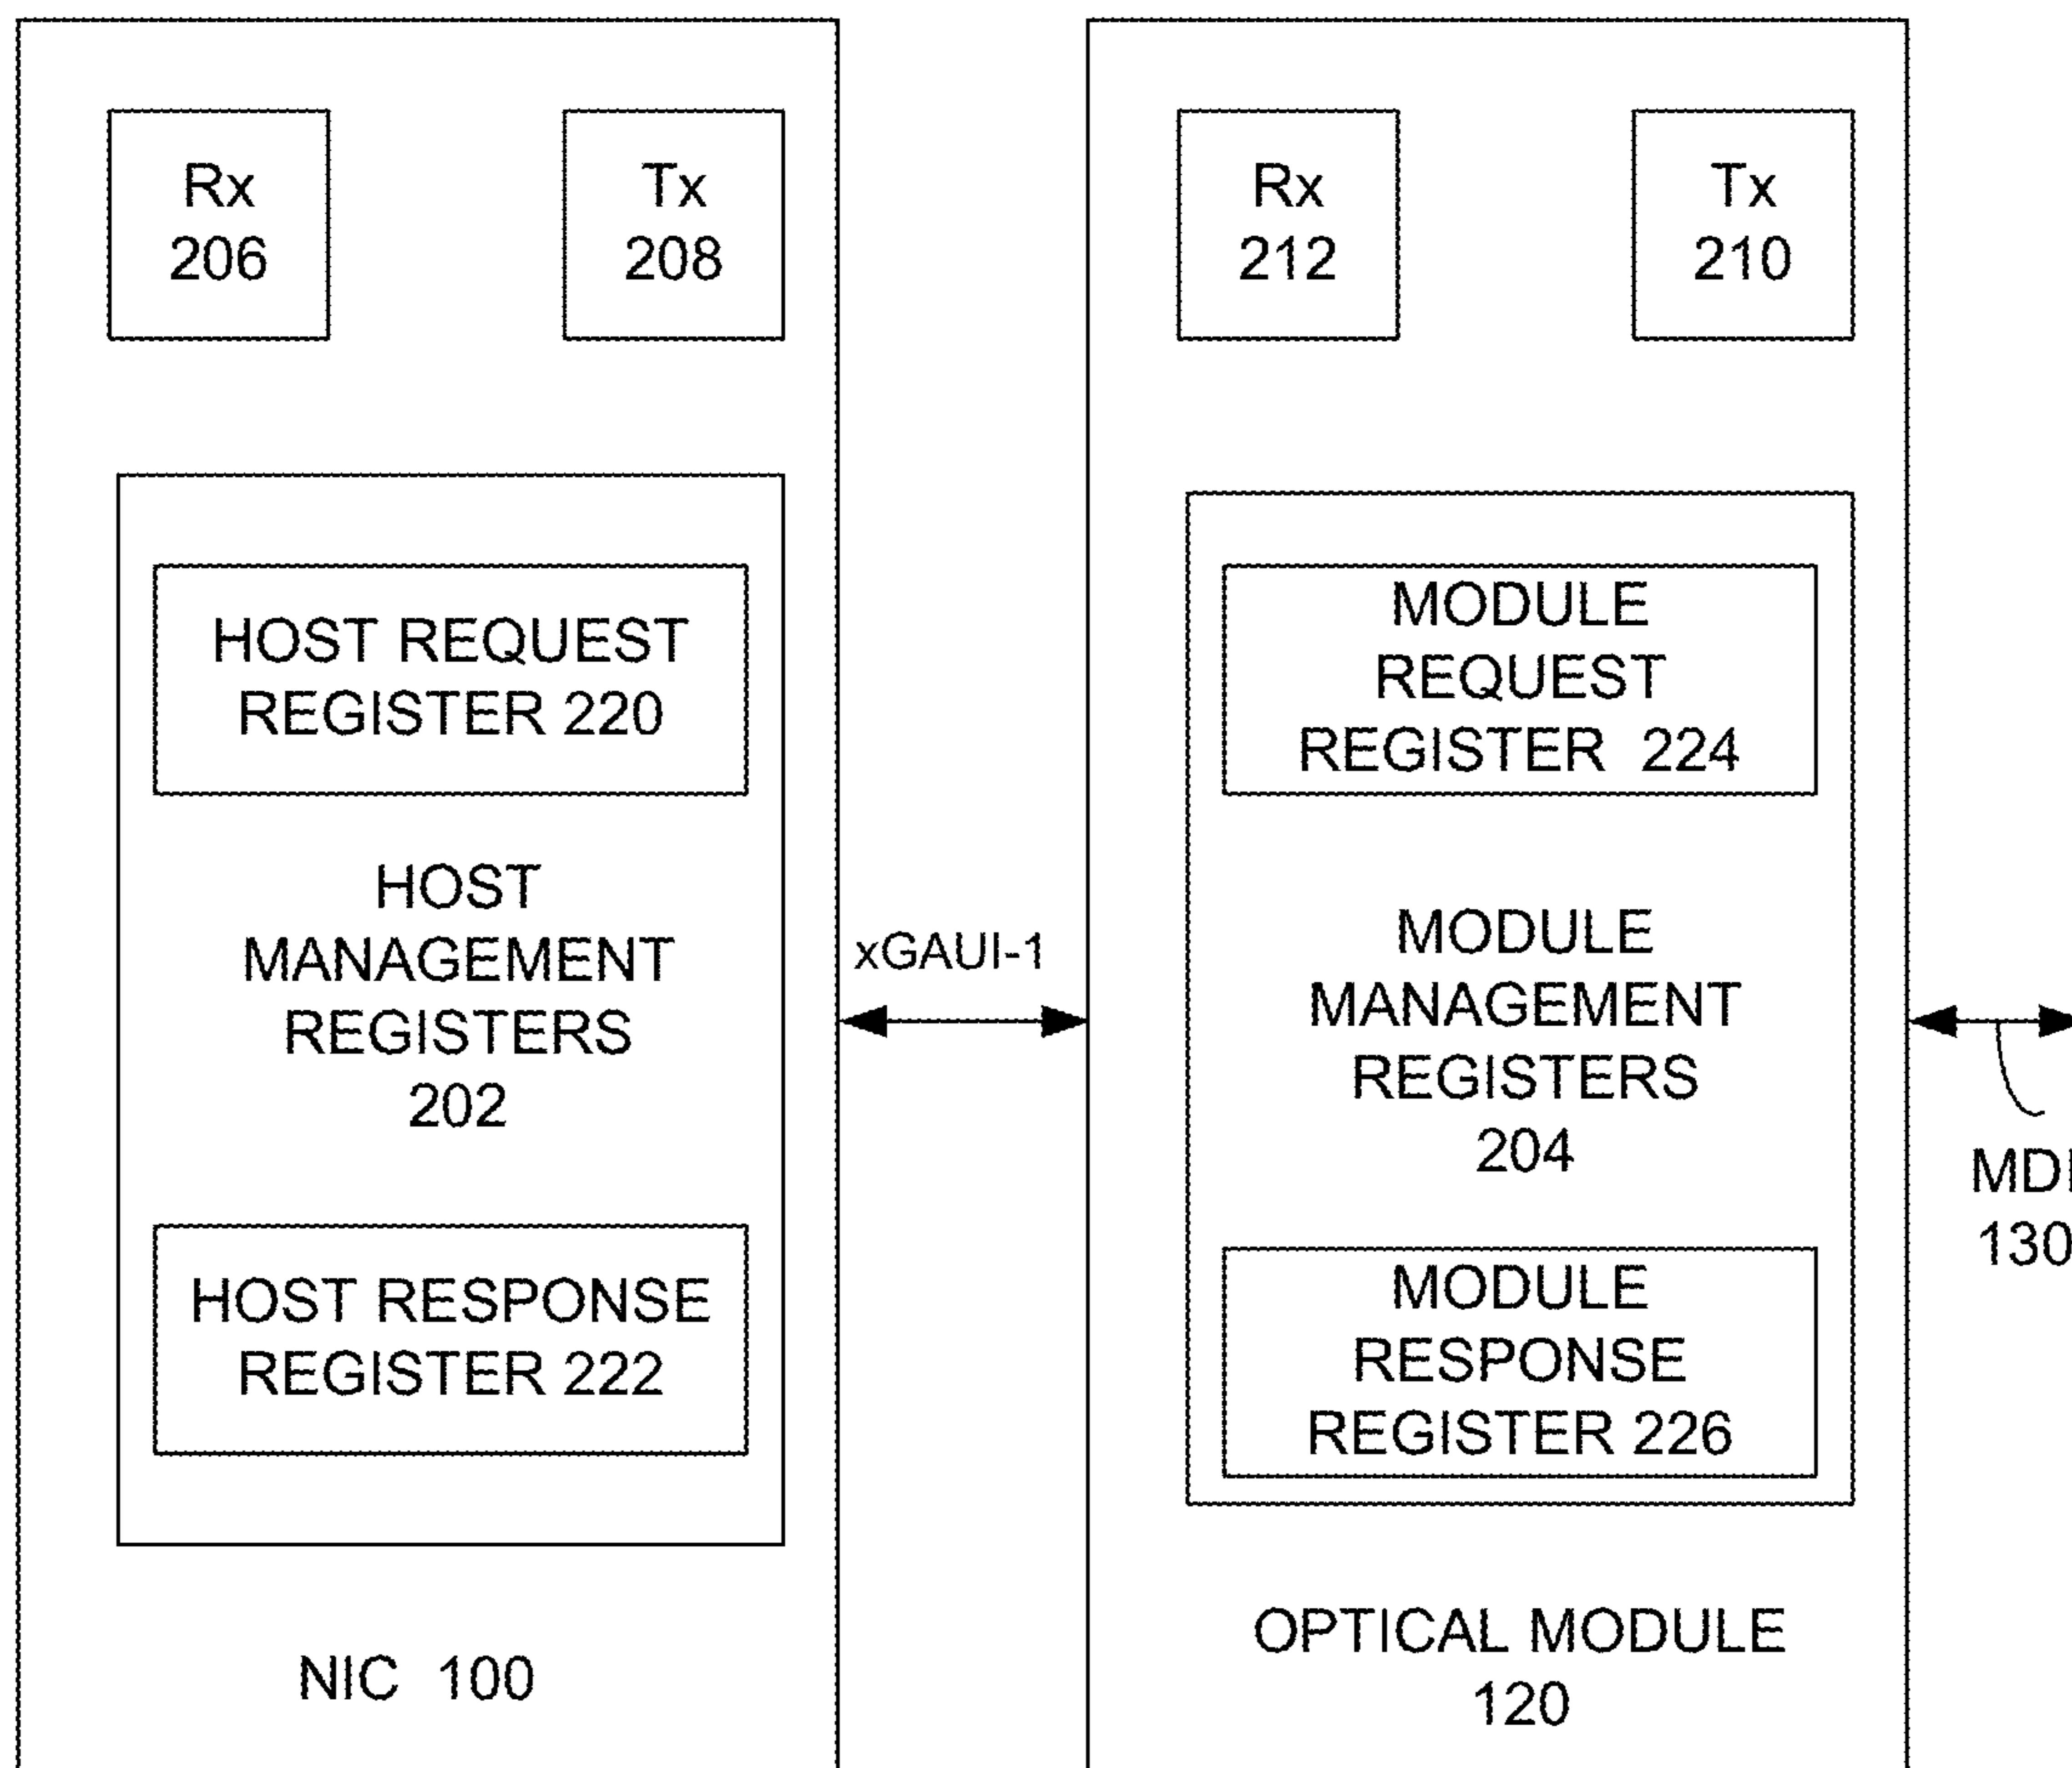 Rx
206
Tx
208
HOST REQUEST
REGISTER 220
HOST
MANAGEMENT
REGISTERS
202
HOST RESPONSE
REGISTER 222
NIC 100
xGAUI-1
Rx
212
Tx
210
MODULE
REQUEST
REGISTER 224
MODULE
MANAGEMENT
REGISTERS
204
MODULE
RESPONSE
REGISTER 226
OPTICAL MODULE
120
MDI
130